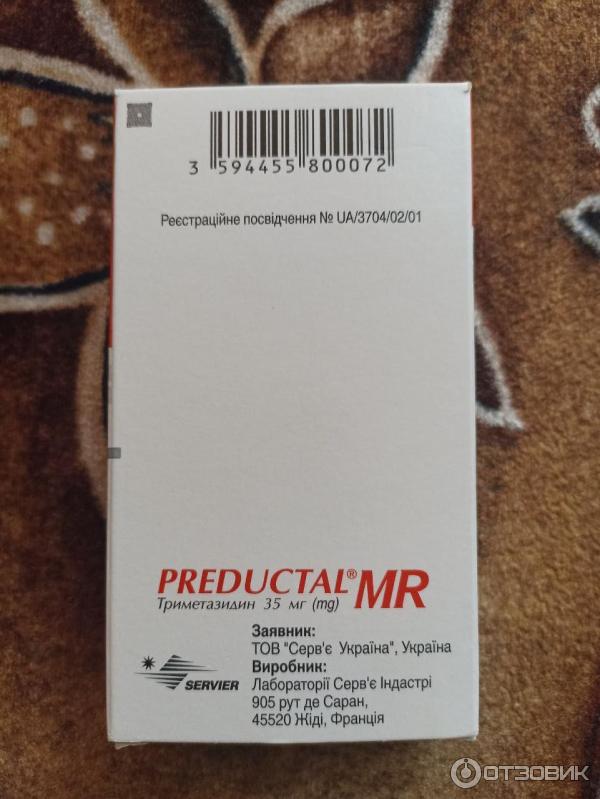 3 594455 800072
Реєстраційне посвідчення № UA/3704/02/01
PREDUCTAL® MR
Триметазидин 35 мг (mg)
Заявник:
ТОВ "Серв'є Україна", Україна
Виробник:
Лабораторії Серв'є Індастрі
905 рут де Саран,
45520 Жіді, Франція
SERVIER
ОТЗОВИК